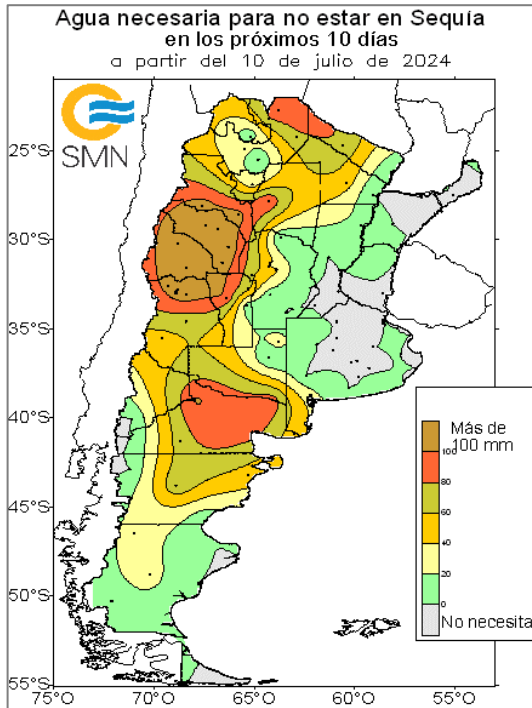 Agua necesaria para no estar en Sequía
en los próximos 10 días
a partir del 10 de julio de 2024
SMN
25°S
30°S
35°S
40°S
45°S
50°S
55°S
75°O
70°O
65°O
60°O
55°O
Más de
100 mm
100
80
60
40
20
0
No necesita